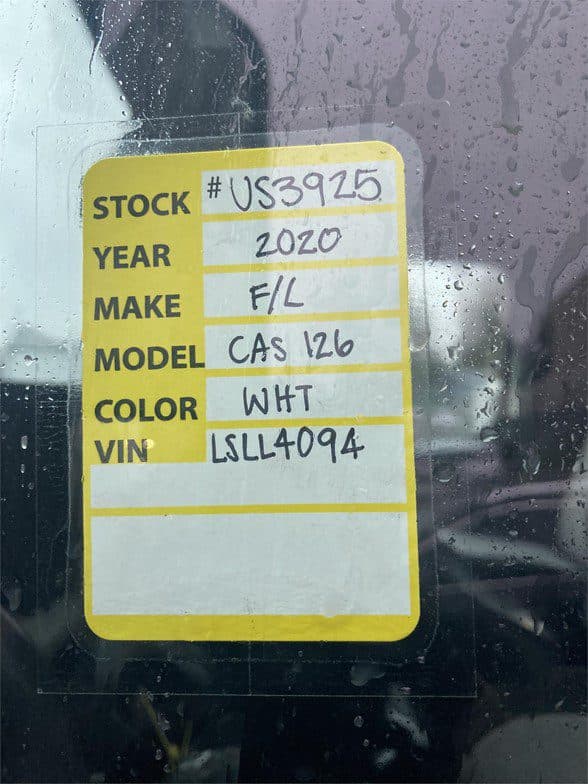 STOCK # US3925
YEAR 2020
MAKE F/L
MODEL CAS 126
COLOR WHT
VIN LSLL4094